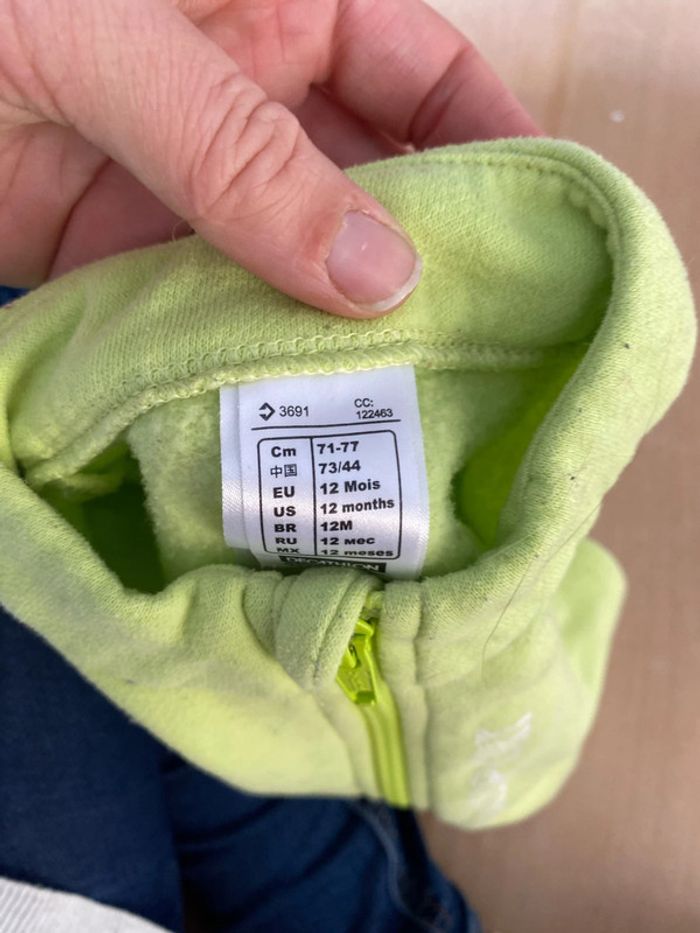 3691 CC:
122463
Cm 71-77
中国 73/44
EU 12 Mois
US 12 months
BR 12M
RU 12 мес
MX 12 meses
DECATHLON